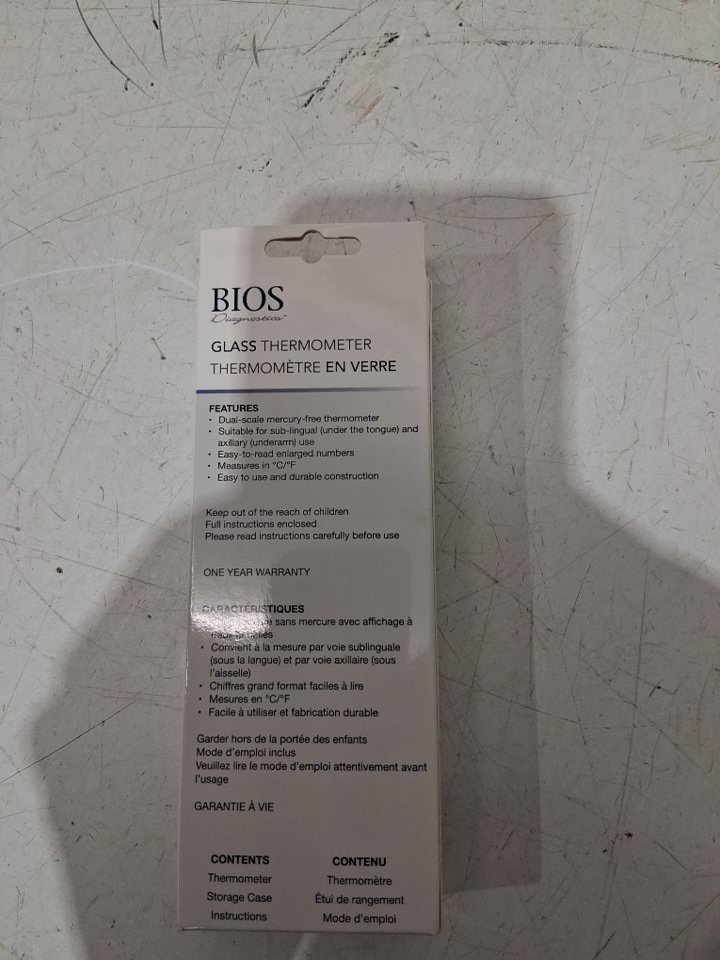 BIOS
Diagnostics™
GLASS THERMOMETER
THERMOMÈTRE EN VERRE
FEATURES
• Dual-scale mercury-free thermometer
• Suitable for sub-lingual (under the tongue) and
axillary (underarm) use
• Easy-to-read enlarged numbers
• Measures in °C/°F
• Easy to use and durable construction
Keep out of the reach of children
Full instructions enclosed
Please read instructions carefully before use
ONE YEAR WARRANTY
CARACTÉRISTIQUES
sans mercure avec affichage à
• Convient à la mesure par voie sublinguale
(sous la langue) et par voie axillaire (sous
l'aisselle)
• Chiffres grand format faciles à lire
• Mesures en °C/°F
• Facile à utiliser et fabrication durable
Garder hors de la portée des enfants
Mode d'emploi inclus
Veuillez lire le mode d'emploi attentivement avant
l'usage
GARANTIE À VIE
CONTENTS
Thermometer
Storage Case
Instructions
CONTENU
Thermomètre
Étui de rangement
Mode d'emploi